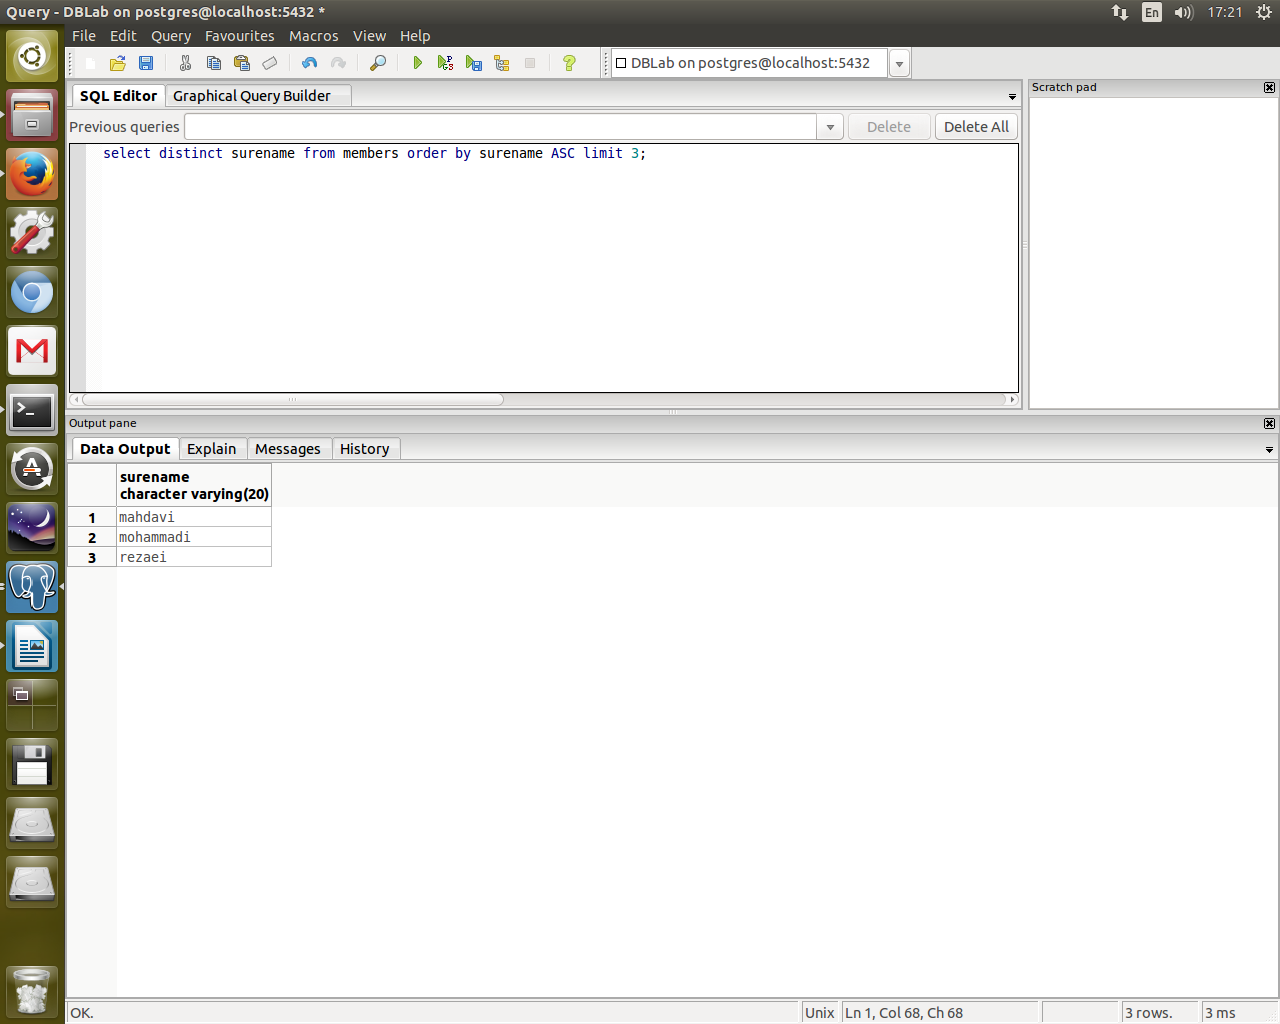 Query - DBLab on postgres@localhost:5432 *
En
17:21
File Edit Query Favourites Macros View Help
DBLab on postgres@localhost:5432
SQL Editor
Graphical Query Builder
Scratch pad
Previous queries
Delete
Delete All
select distinct surename from members order by surename ASC limit 3;
Output pane
Data Output
Explain
Messages
History
surename
character varying(20)
1 mahdavi
2 mohammadi
3 rezaei
OK.
Unix
Ln 1, Col 68, Ch 68
3 rows.
3 ms